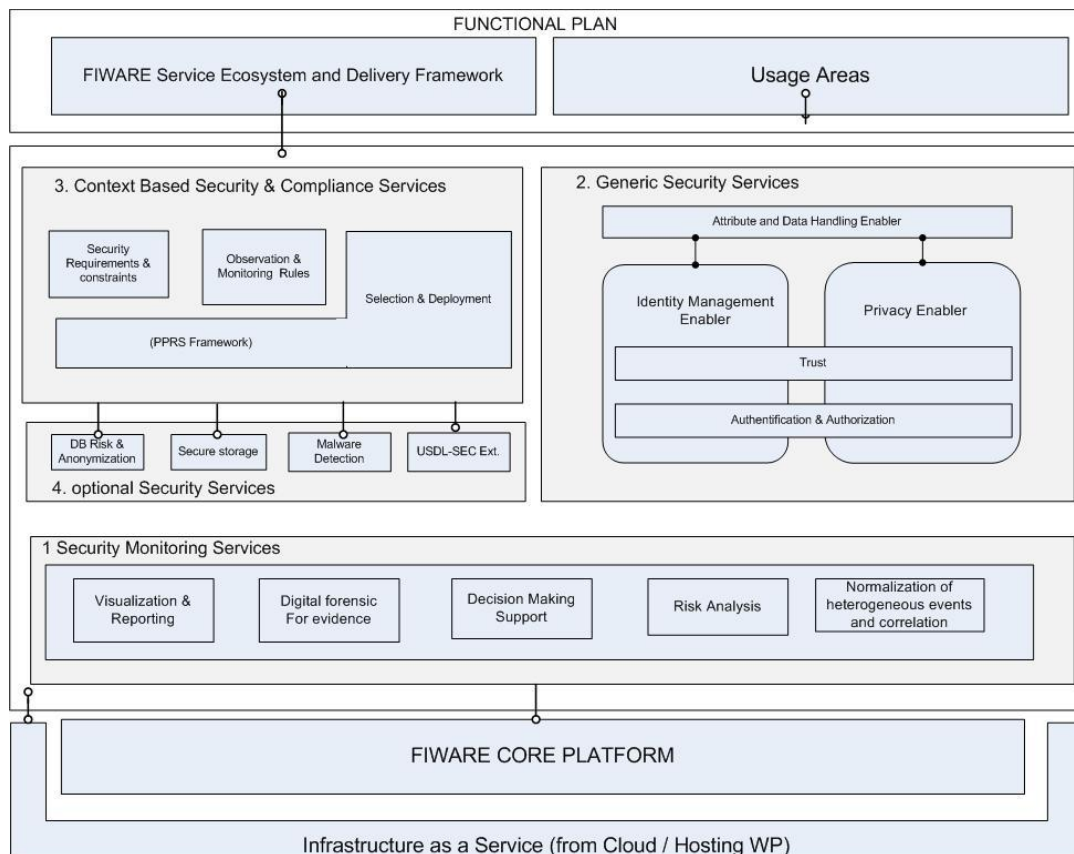 FUNCTIONAL PLAN
FIWARE Service Ecosystem and Delivery Framework
Usage Areas
3. Context Based Security & Compliance Services
Security
Requirements &
constraints
Observation &
Monitoring Rules
Selection & Deployment
(PPRS Framework)
2. Generic Security Services
Attribute and Data Handling Enabler
Identity Management
Enabler
Privacy Enabler
Trust
Authentification & Authorization
DB Risk &
Anonymization
Secure storage
Malware
Detection
USDL-SEC Ext.
4. optional Security Services
1 Security Monitoring Services
Visualization &
Reporting
Digital forensic
For evidence
Decision Making
Support
Risk Analysis
Normalization of
heterogeneous events
and correlation
FIWARE CORE PLATFORM
Infrastructure as a Service (from Cloud / Hosting WP)